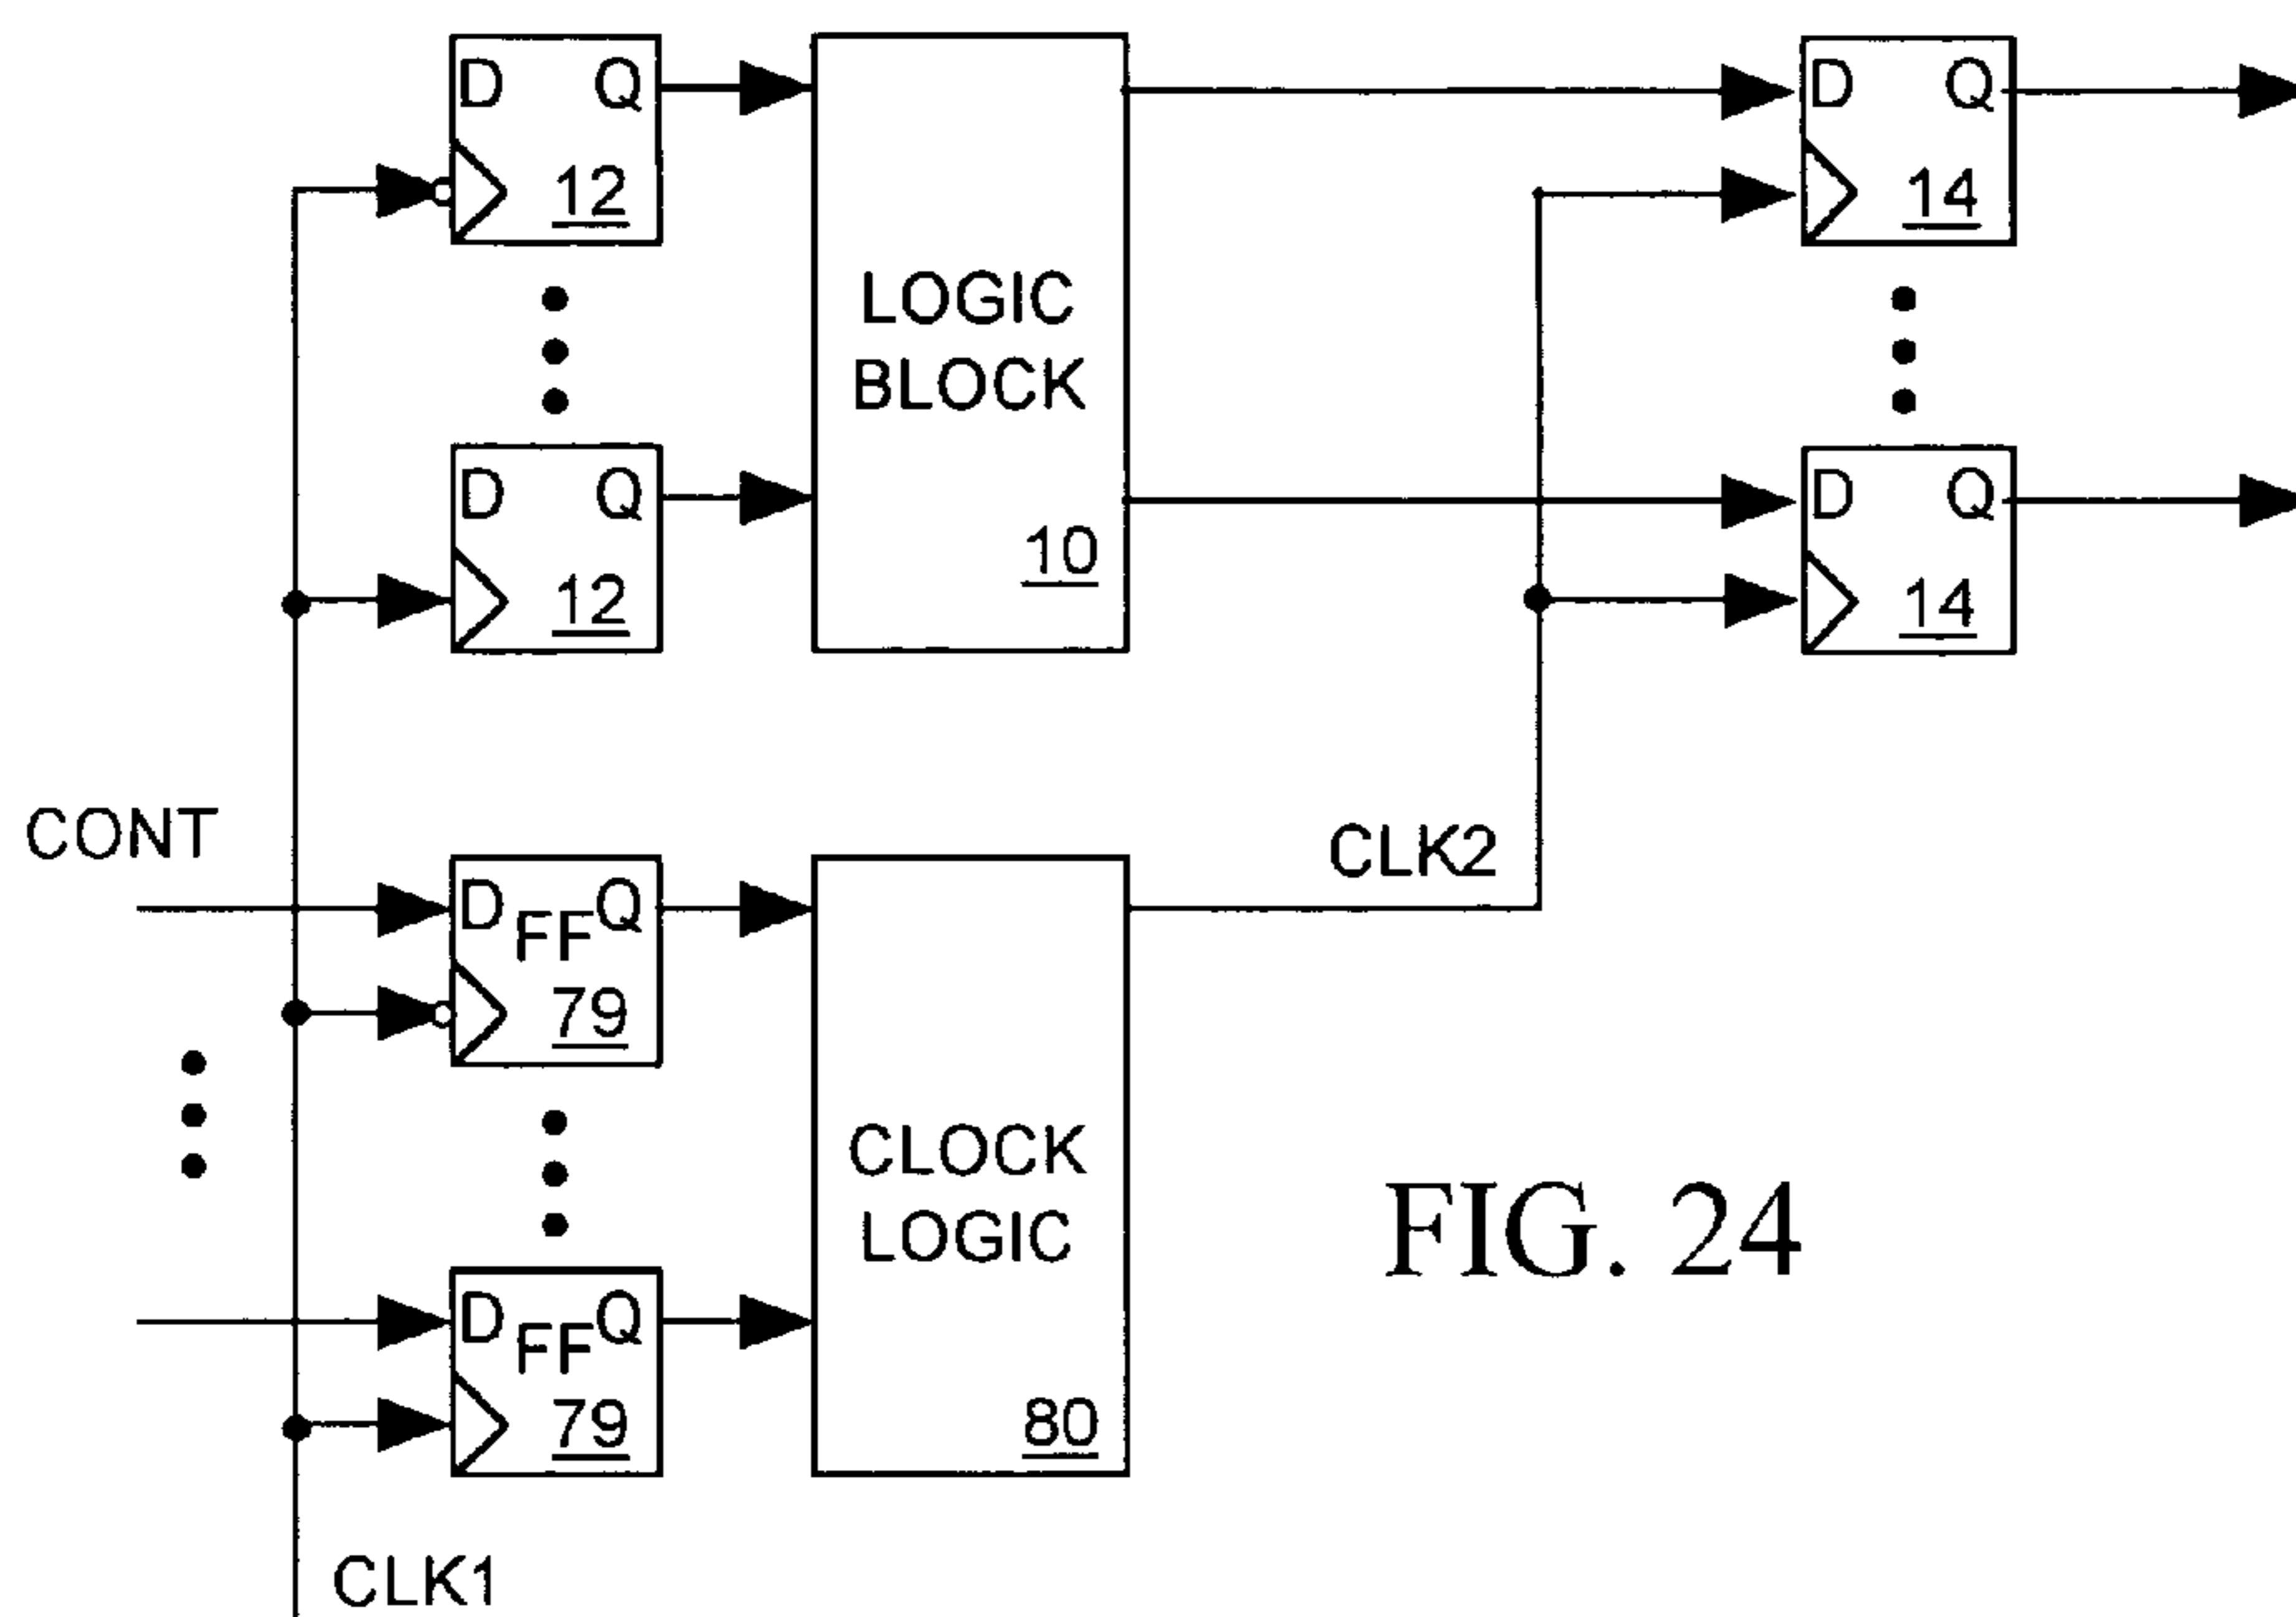 D Q
12
D Q
14
LOGIC
BLOCK
D Q
12
10
D Q
14
CONT
CLK2
D FF Q
79
CLOCK
LOGIC
FIG. 24
D FF Q
79
80
CLK1